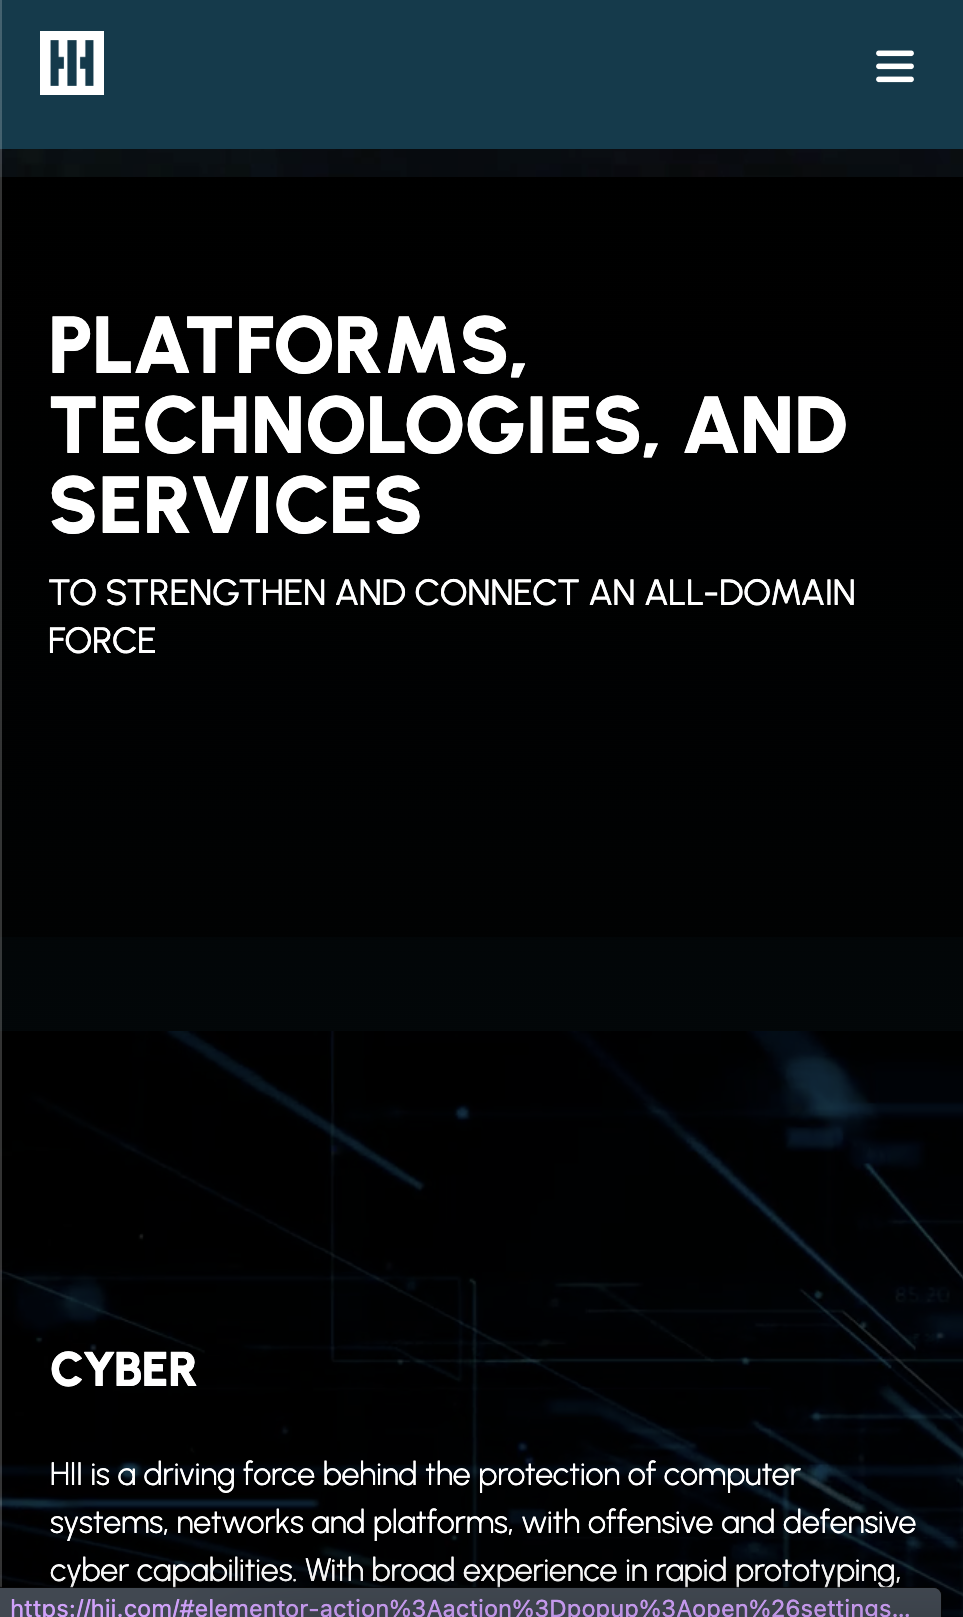 HII
PLATFORMS,
TECHNOLOGIES, AND
SERVICES
TO STRENGTHEN AND CONNECT AN ALL-DOMAIN
FORCE
CYBER
HII is a driving force behind the protection of computer
systems, networks and platforms, with offensive and defensive
cyber capabilities. With broad experience in rapid prototyping,
https://hii.com/#elementor-action%3Aaction%3Dpopup%3Aopen%26settings...